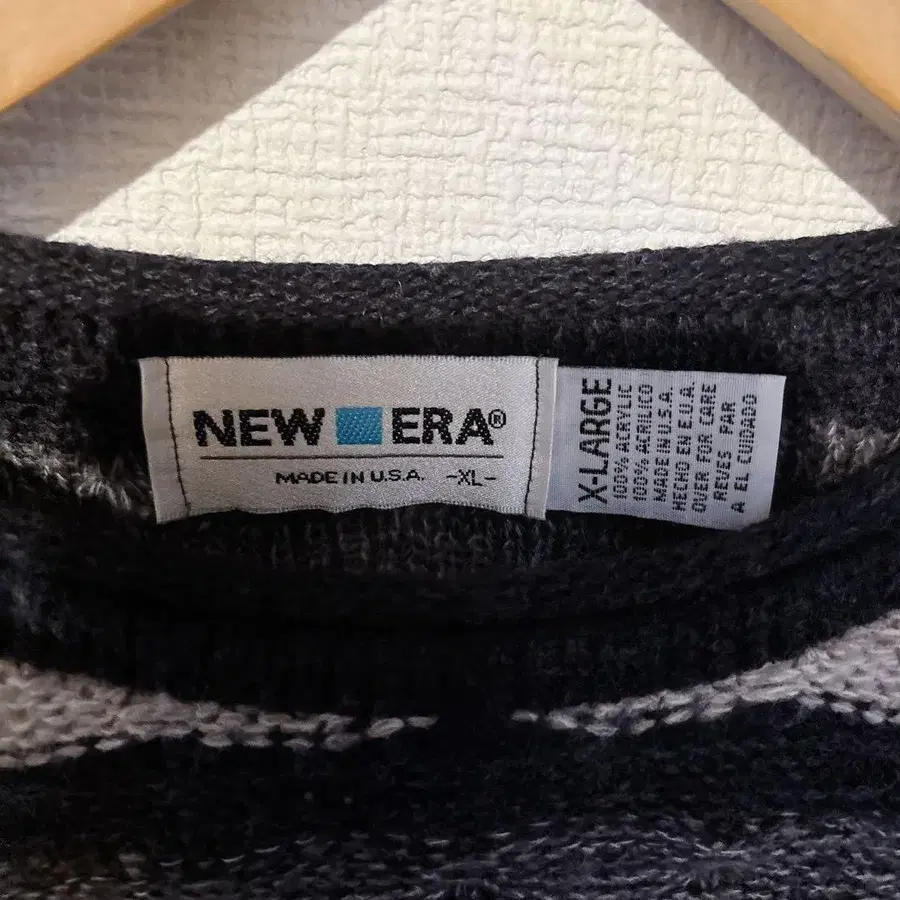 NEW ERA®
MADE IN U.S.A. -XL-
X-LARGE
100% ACRYLIC
100% ACRILICO
MADE IN U.S.A.
HECHO EN E.U.A.
OVER FOR CARE
REVES PAR
A EL CUIDADO